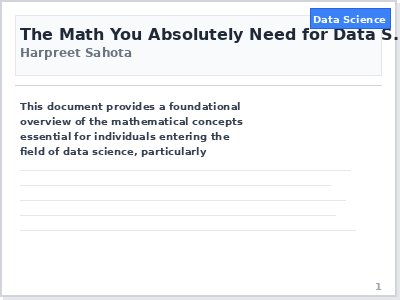 Data Science
The Math You Absolutely Need for Data S.
Harpreet Sahota
This document provides a foundational
overview of the mathematical concepts
essential for individuals entering the
field of data science, particularly
1